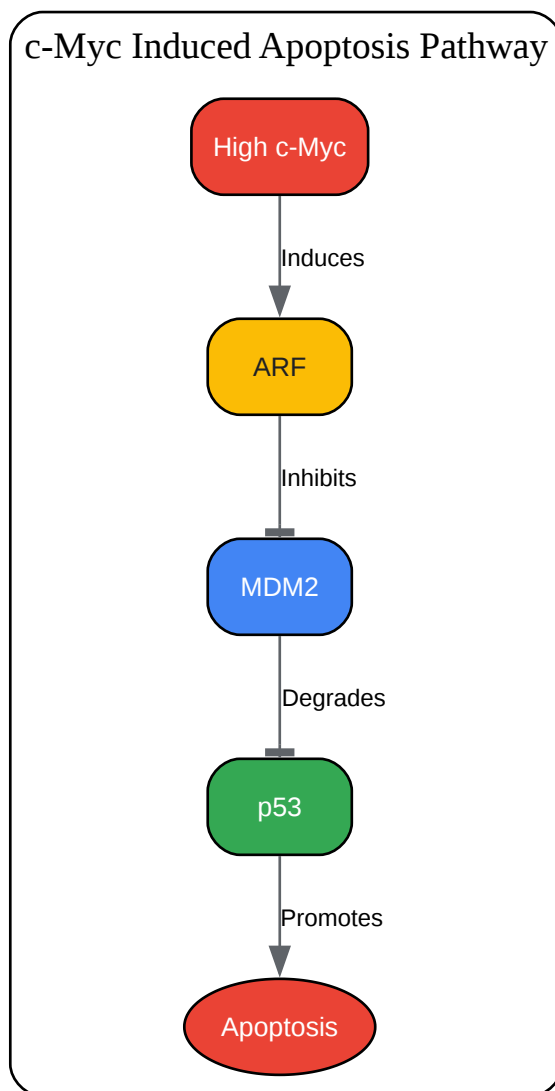 c-Myc Induced Apoptosis Pathway
High c-Myc
Induces
ARF
Inhibits
MDM2
Degrades
p53
Promotes
Apoptosis